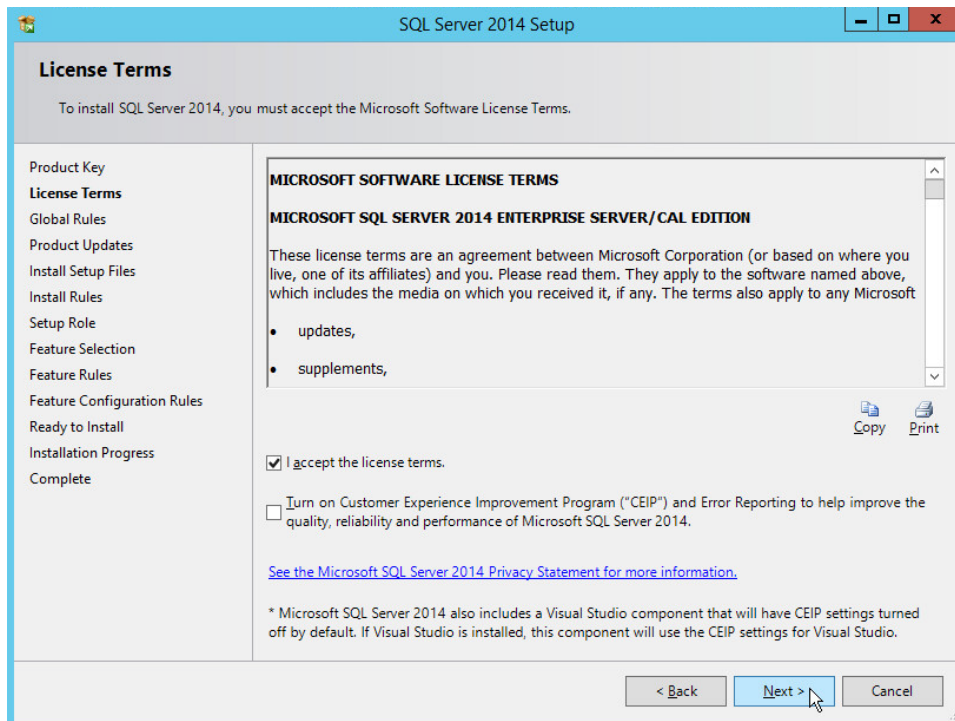 SQL Server 2014 Setup
License Terms
To install SQL Server 2014, you must accept the Microsoft Software License Terms.
Product Key
License Terms
Global Rules
Product Updates
Install Setup Files
Install Rules
Setup Role
Feature Selection
Feature Rules
Feature Configuration Rules
Ready to Install
Installation Progress
Complete
MICROSOFT SOFTWARE LICENSE TERMS
MICROSOFT SQL SERVER 2014 ENTERPRISE SERVER/CAL EDITION
These license terms are an agreement between Microsoft Corporation (or based on where you
live, one of its affiliates) and you. Please read them. They apply to the software named above,
which includes the media on which you received it, if any. The terms also apply to any Microsoft
• updates,
• supplements,
Copy Print
I accept the license terms.
Turn on Customer Experience Improvement Program ("CEIP") and Error Reporting to help improve the
quality, reliability and performance of Microsoft SQL Server 2014.
See the Microsoft SQL Server 2014 Privacy Statement for more information.
* Microsoft SQL Server 2014 also includes a Visual Studio component that will have CEIP settings turned
off by default. If Visual Studio is installed, this component will use the CEIP settings for Visual Studio.
< Back Next > Cancel